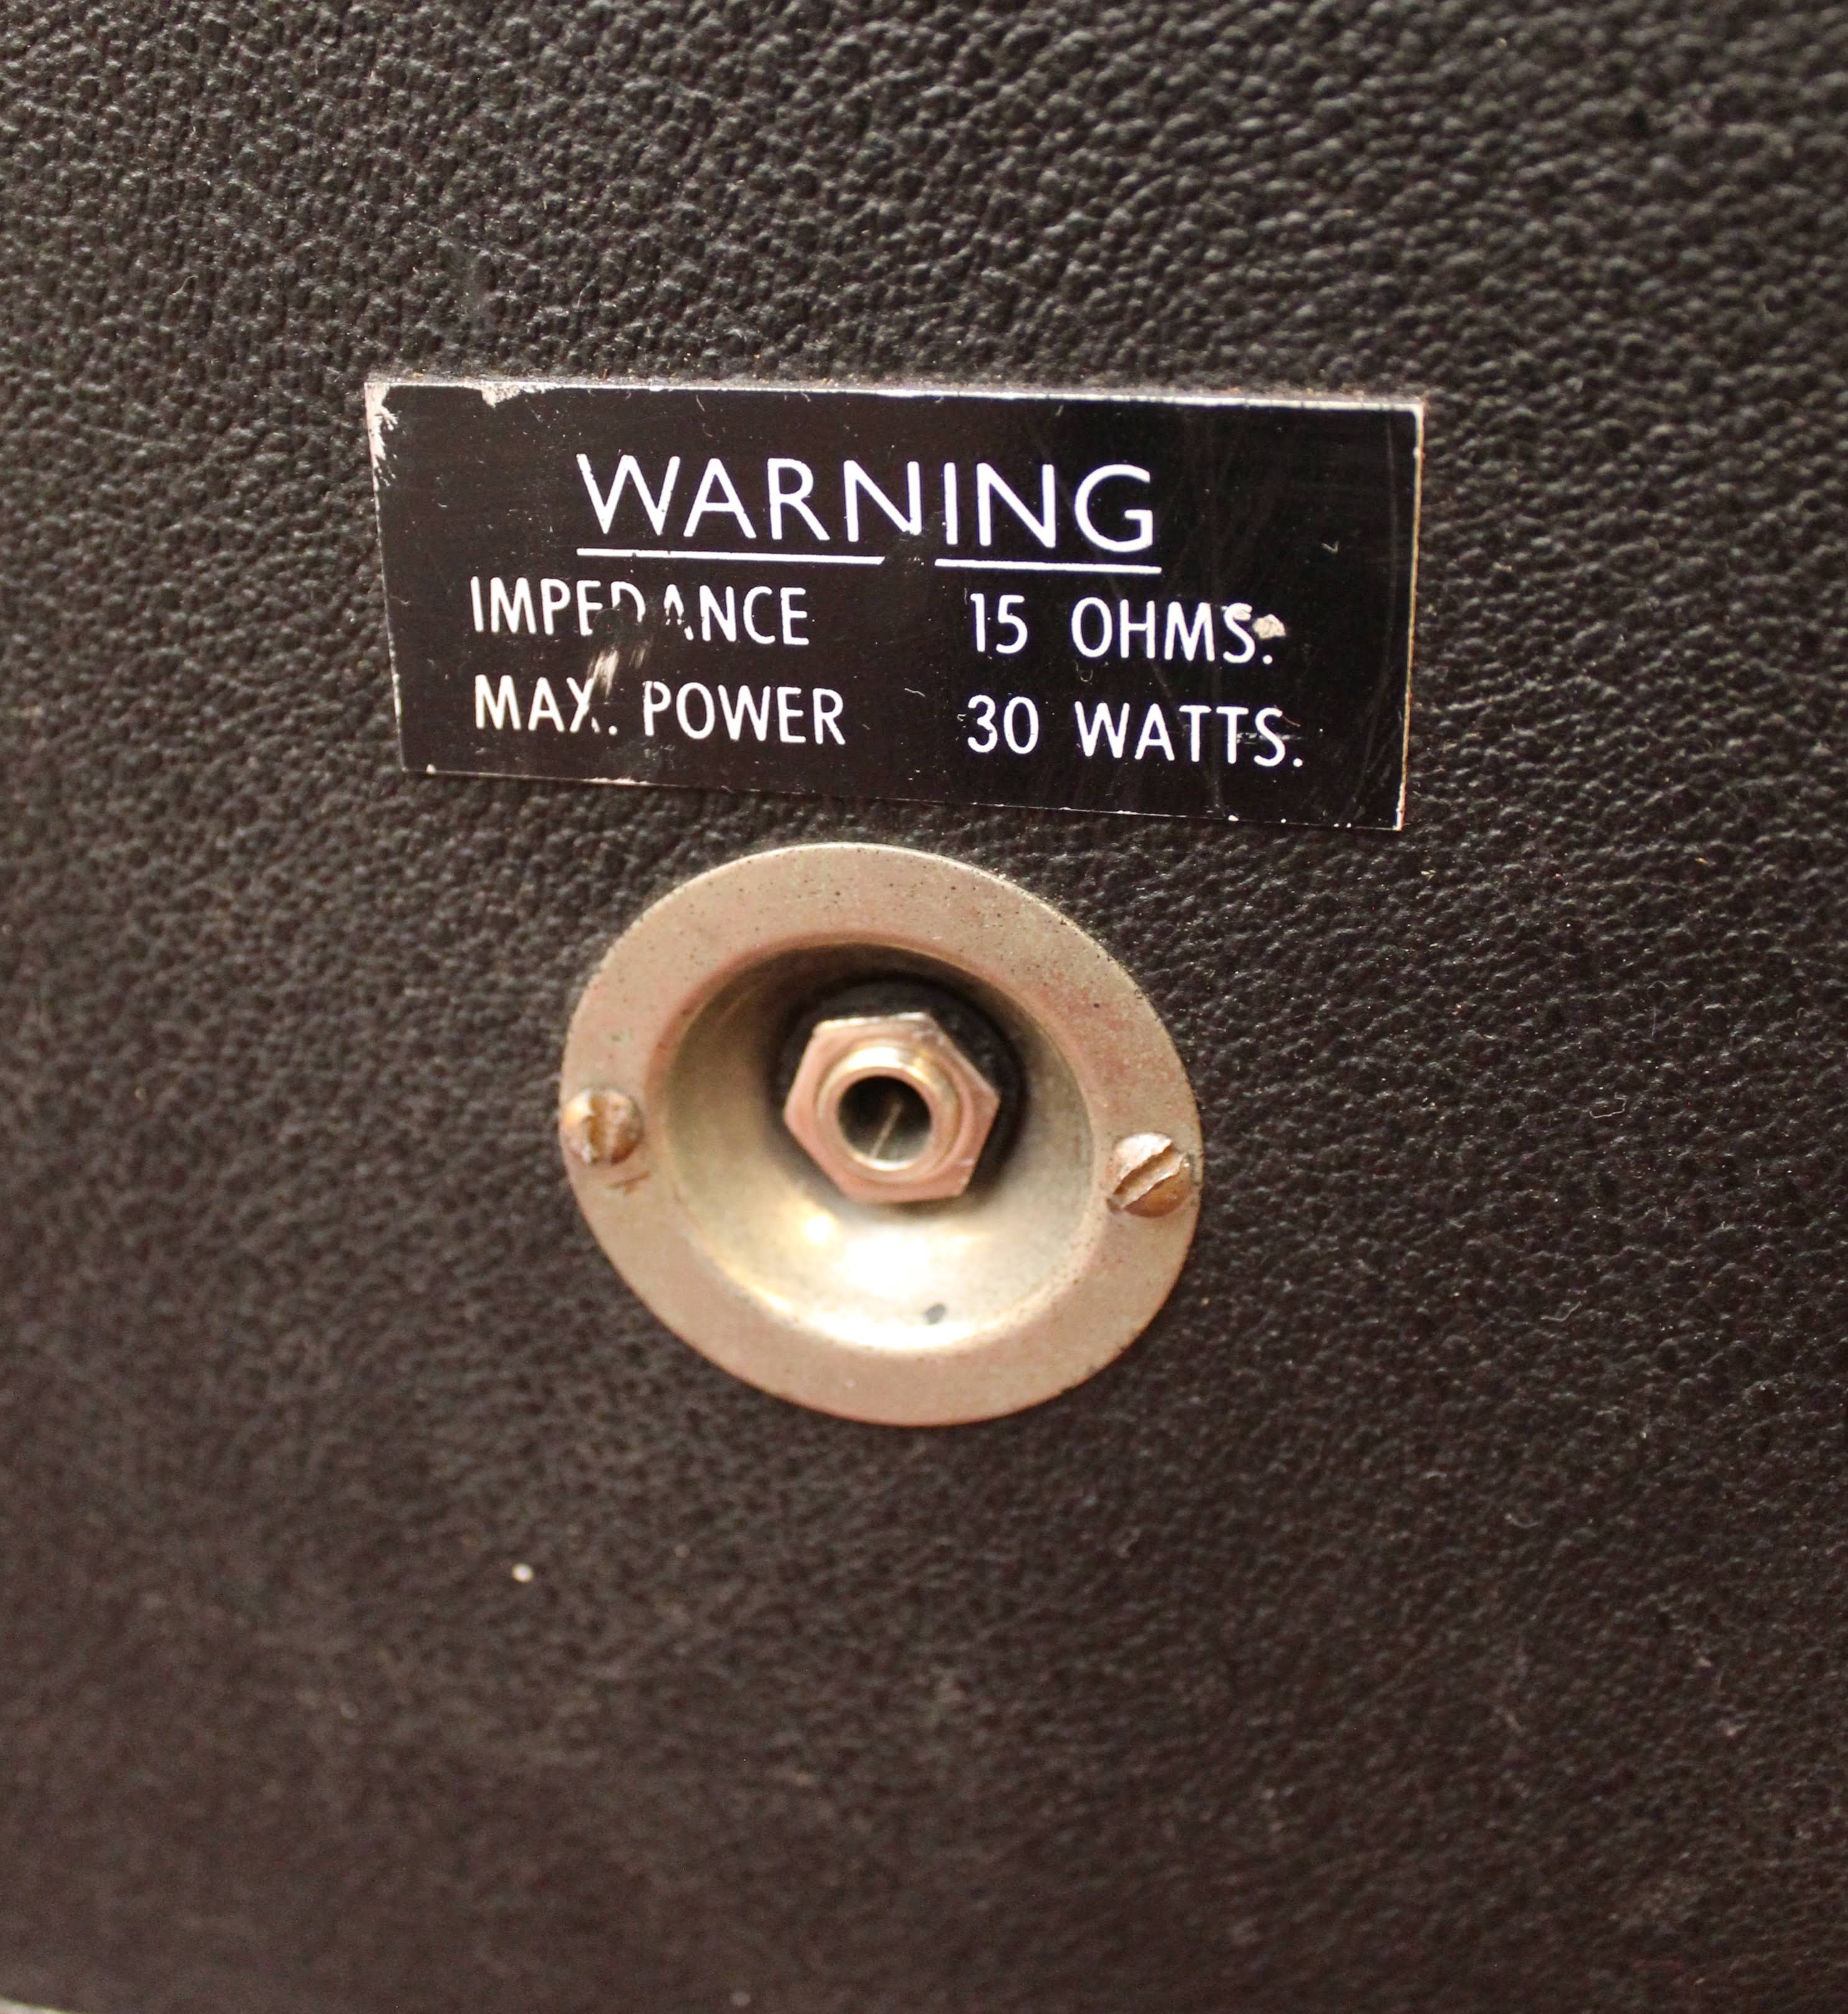 WARNING
IMPEDANCE 15 OHMS.
MAX. POWER 30 WATTS.